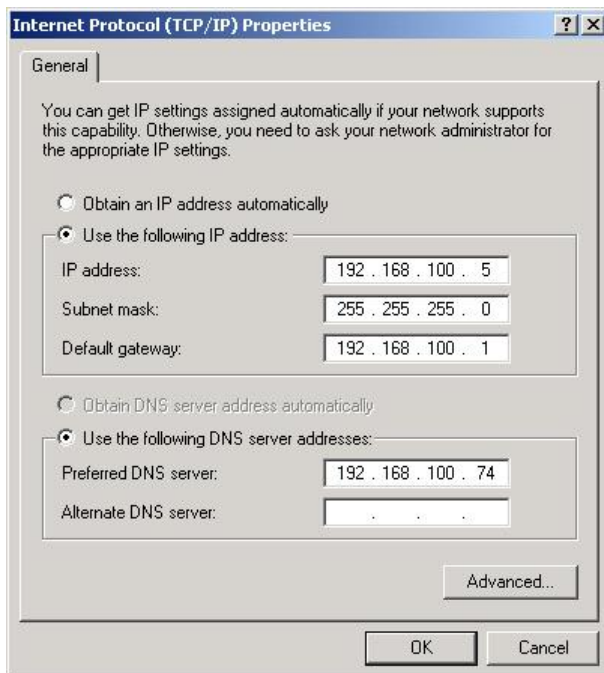 Internet Protocol (TCP/IP) Properties
General
You can get IP settings assigned automatically if your network supports
this capability. Otherwise, you need to ask your network administrator for
the appropriate IP settings.
Obtain an IP address automatically
Use the following IP address:
IP address: 192 . 168 . 100 . 5
Subnet mask: 255 . 255 . 255 . 0
Default gateway: 192 . 168 . 100 . 1
Obtain DNS server address automatically
Use the following DNS server addresses:
Preferred DNS server: 192 . 168 . 100 . 74
Alternate DNS server: . . .
Advanced...
OK Cancel